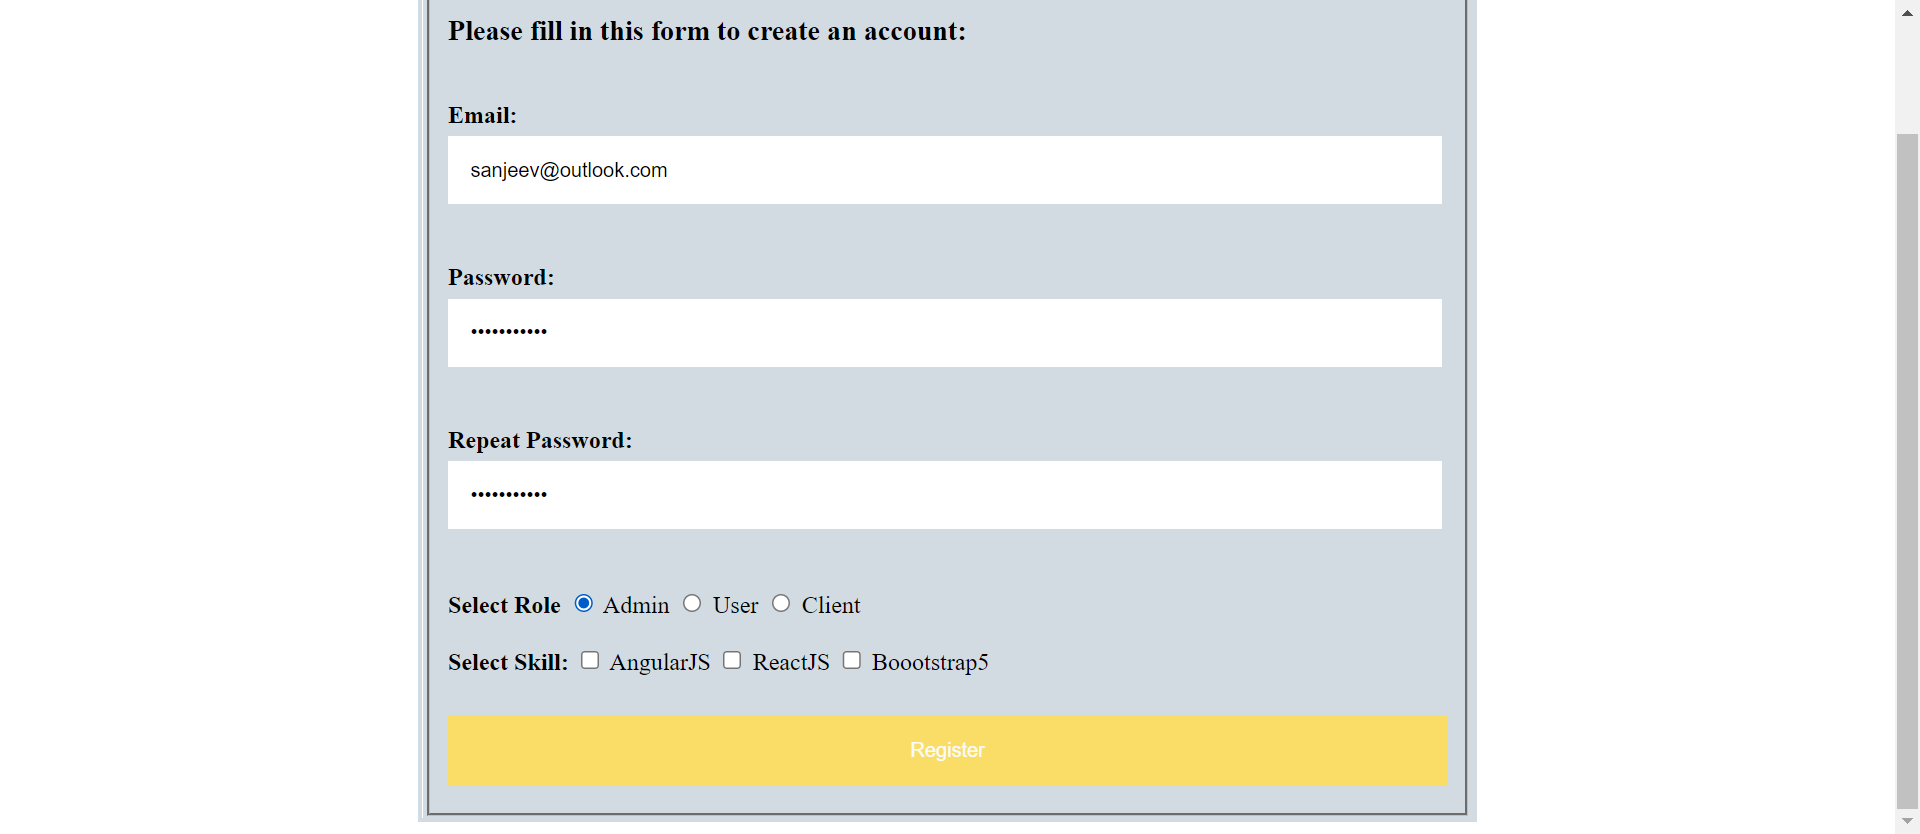 Please fill in this form to create an account:
Email:
sanjeev@outlook.com
Password:
•••••••••••
Repeat Password:
•••••••••••
Select Role Admin User Client
Select Skill: AngularJS ReactJS Boootstrap5
Register